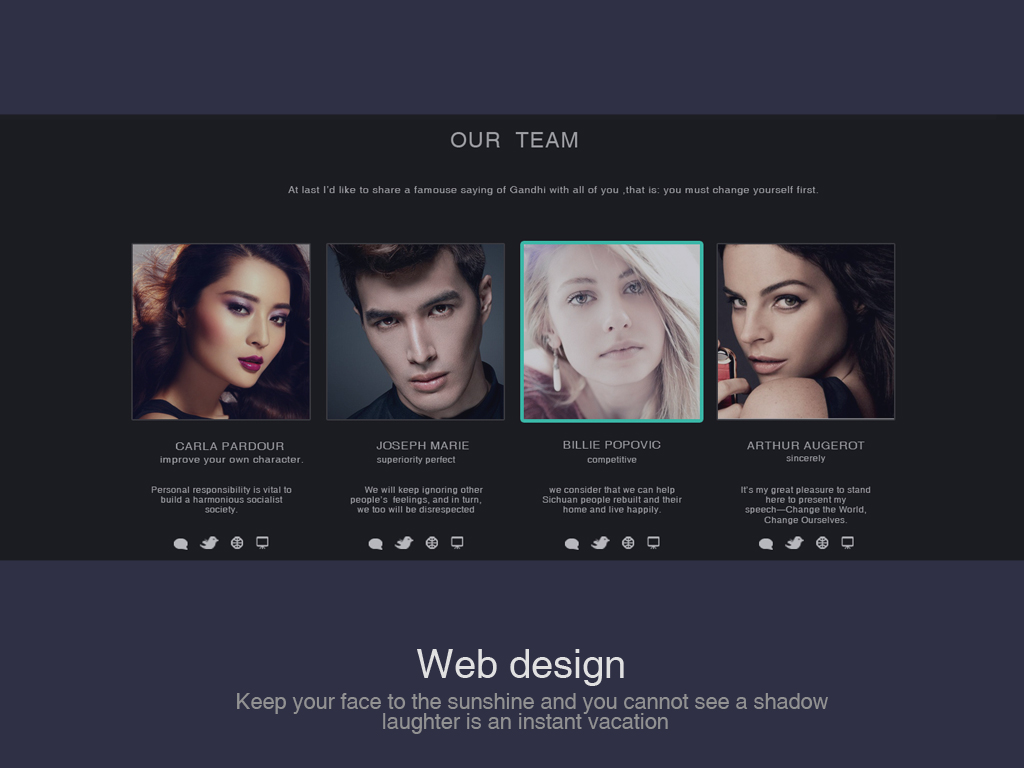 OUR TEAM
At last I'd like to share a famouse saying of Gandhi with all of you ,that is: you must change yourself first.
CARLA PARDOUR
improve your own character.
Personal responsibility is vital to
build a harmonious socialist
society.
JOSEPH MARIE
superiority perfect
We will keep ignoring other
people's feelings, and in turn,
we too will be disrespected
BILLIE POPOVIC
competitive
we consider that we can help
Sichuan people rebuilt and their
home and live happily.
ARTHUR AUGEROT
sincerely
It's my great pleasure to stand
here to present my
speech—Change the World,
Change Ourselves.
Web design
Keep your face to the sunshine and you cannot see a shadow
laughter is an instant vacation